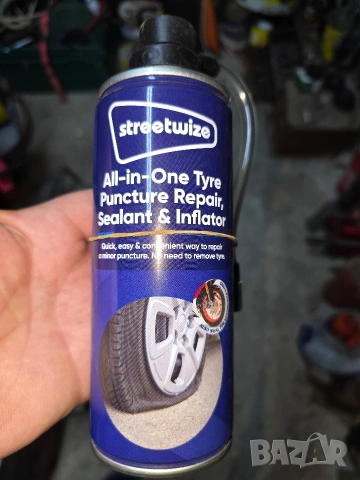 streetwize
All-in-One Tyre
Puncture Repair,
Sealant & Inflator
Quick, easy & convenient way to repair
a minor puncture. No need to remove tyre.
BAZAR